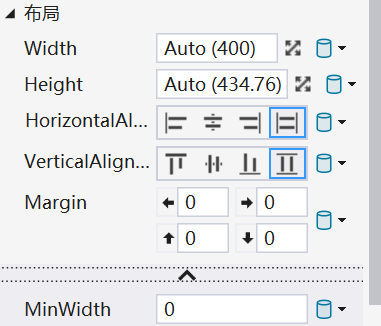 布局
Width Auto (400)
Height Auto (434.76)
HorizontalAl...
VerticalAlign...
Margin 0 0
0 0
MinWidth 0